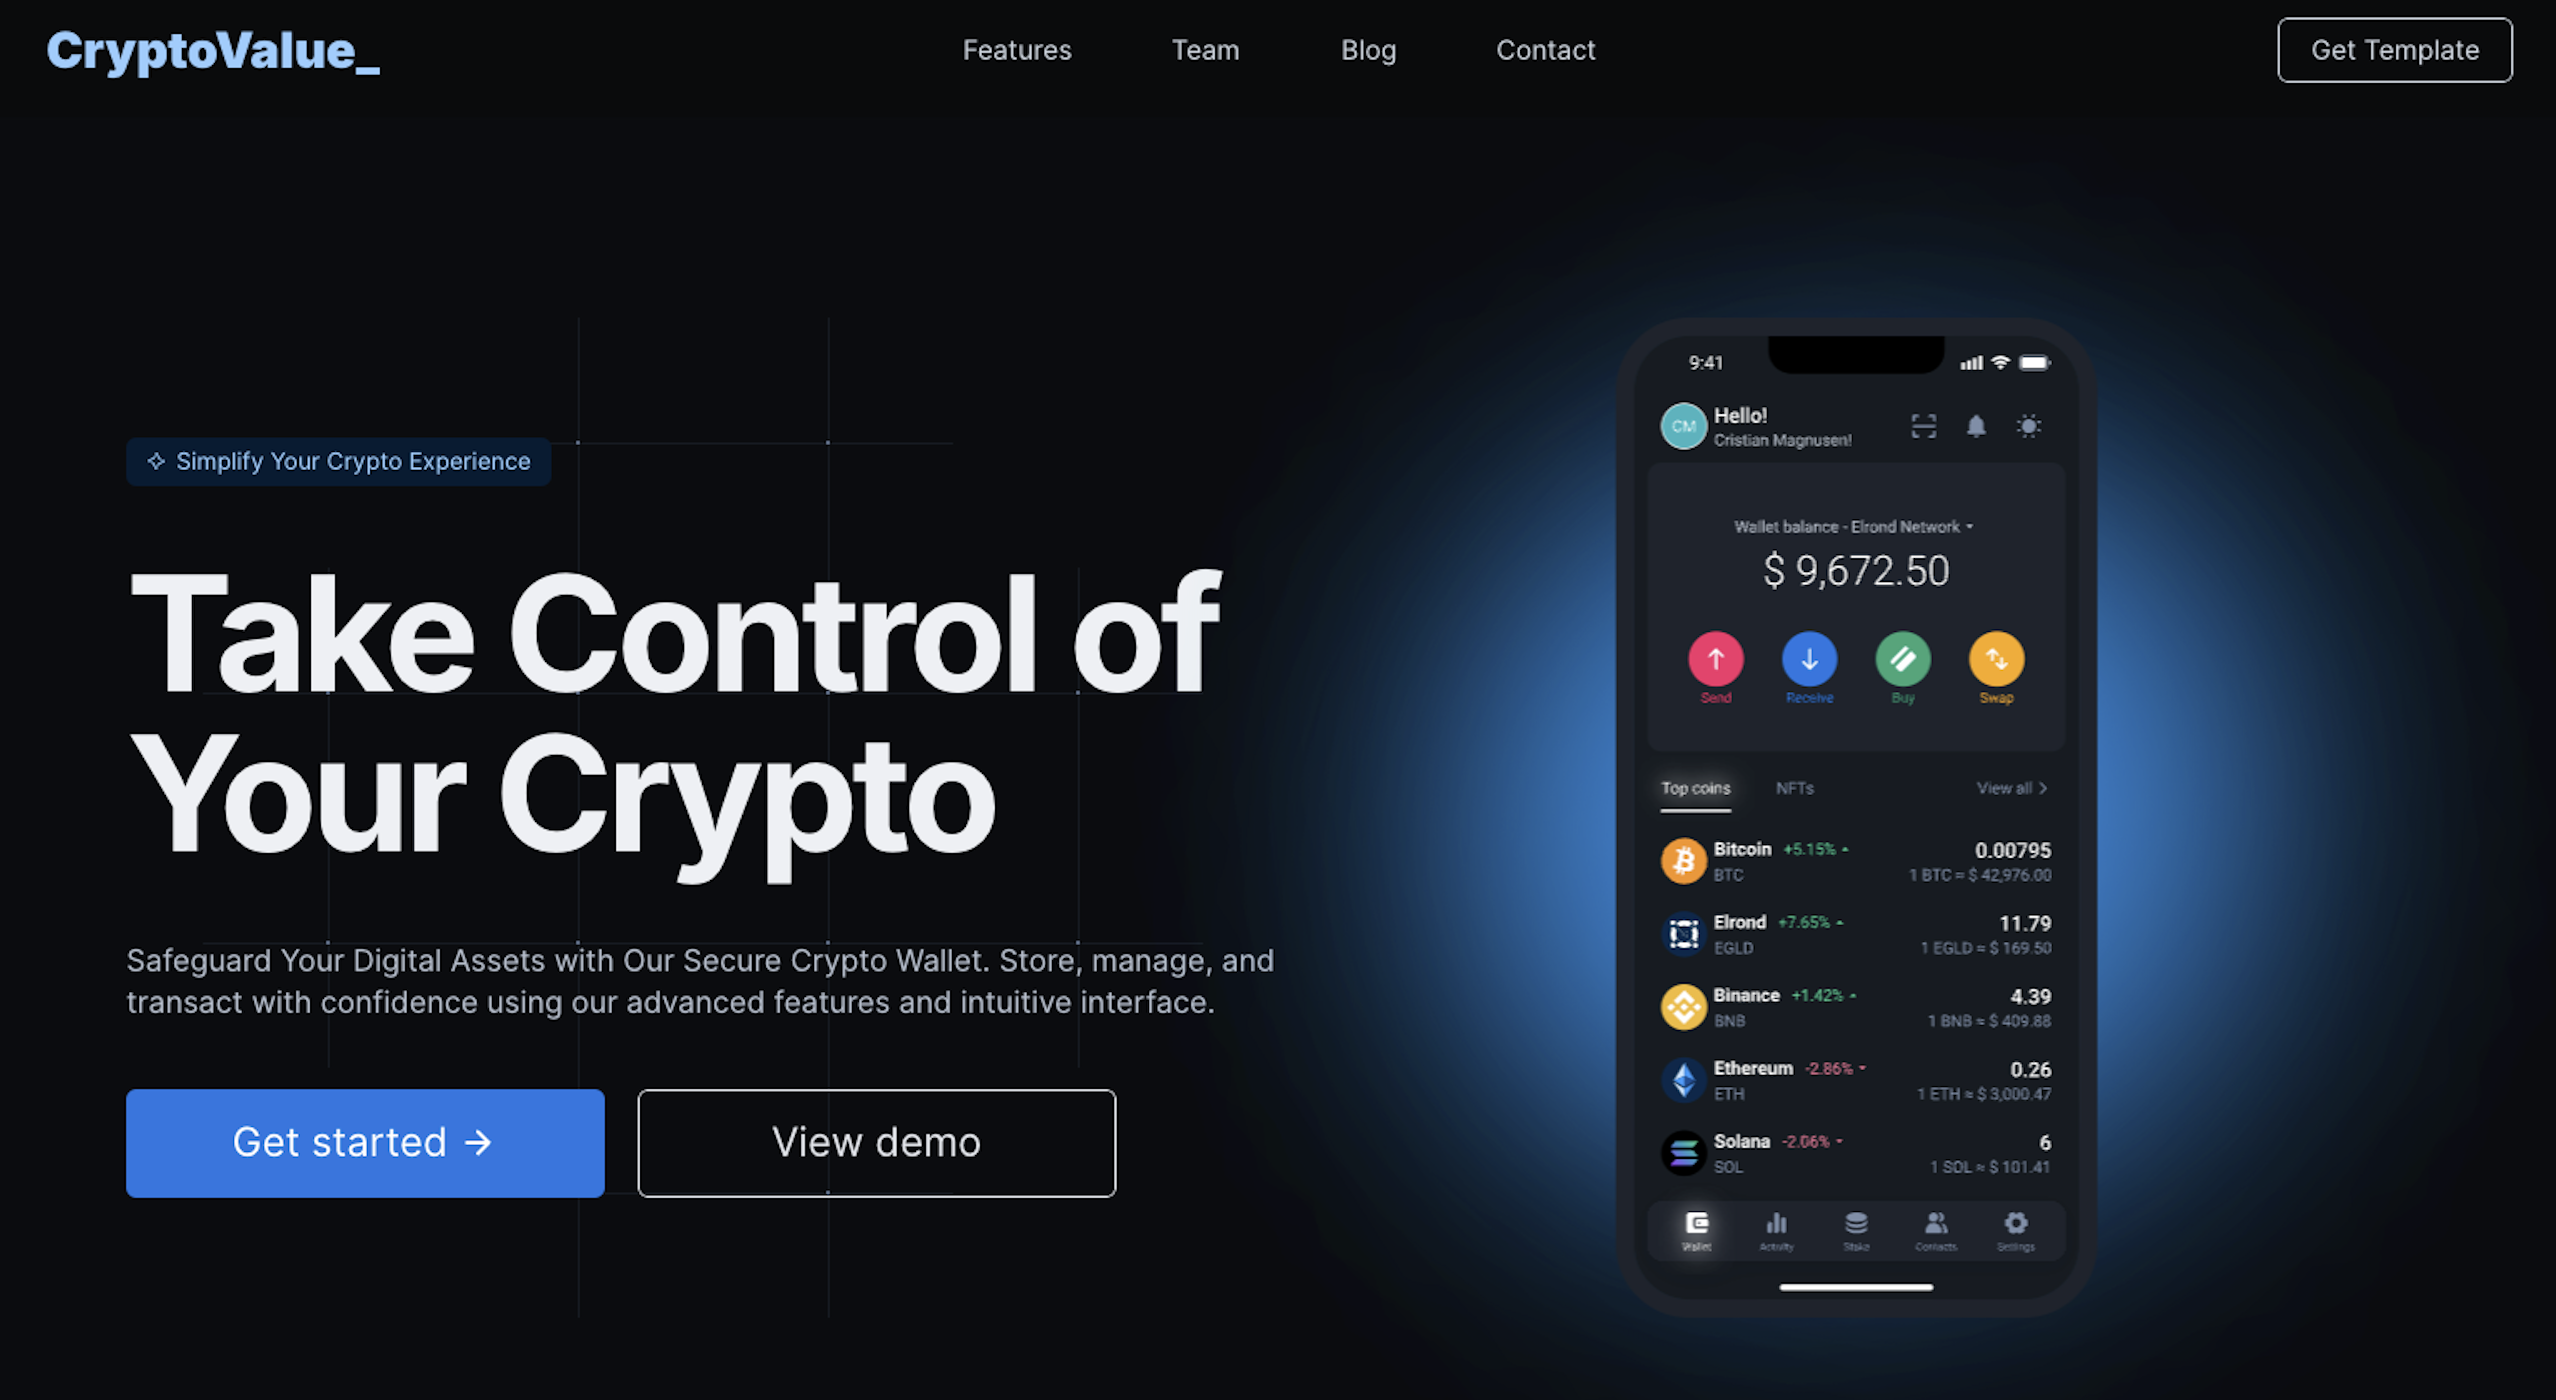 CryptoValue_
Features
Team
Blog
Contact
Get Template
Simplify Your Crypto Experience
Take Control of
Your Crypto
Safeguard Your Digital Assets with Our Secure Crypto Wallet. Store, manage, and
transact with confidence using our advanced features and intuitive interface.
Get started →
View demo
9:41
CM
Hello!
Cristian Magnusen!
Wallet balance - Elrond Network
$ 9,672.50
Send
Receive
Buy
Swap
Top coins
NFTs
View all >
Bitcoin +5.15%
0.00795
BTC
1 BTC = $ 42,976.00
Elrond +7.65%
11.79
EGLD
1 EGLD ≈ $ 169.50
Binance +1.42%
4.39
BNB
1 BNB ≈ $ 409.88
Ethereum -2.86%
0.26
ETH
1 ETH ≈ $ 3,000.47
Solana -2.06%
6
SOL
1 SOL ≈ $ 101.41
Wallet
Activity
Stake
Contacts
Settings